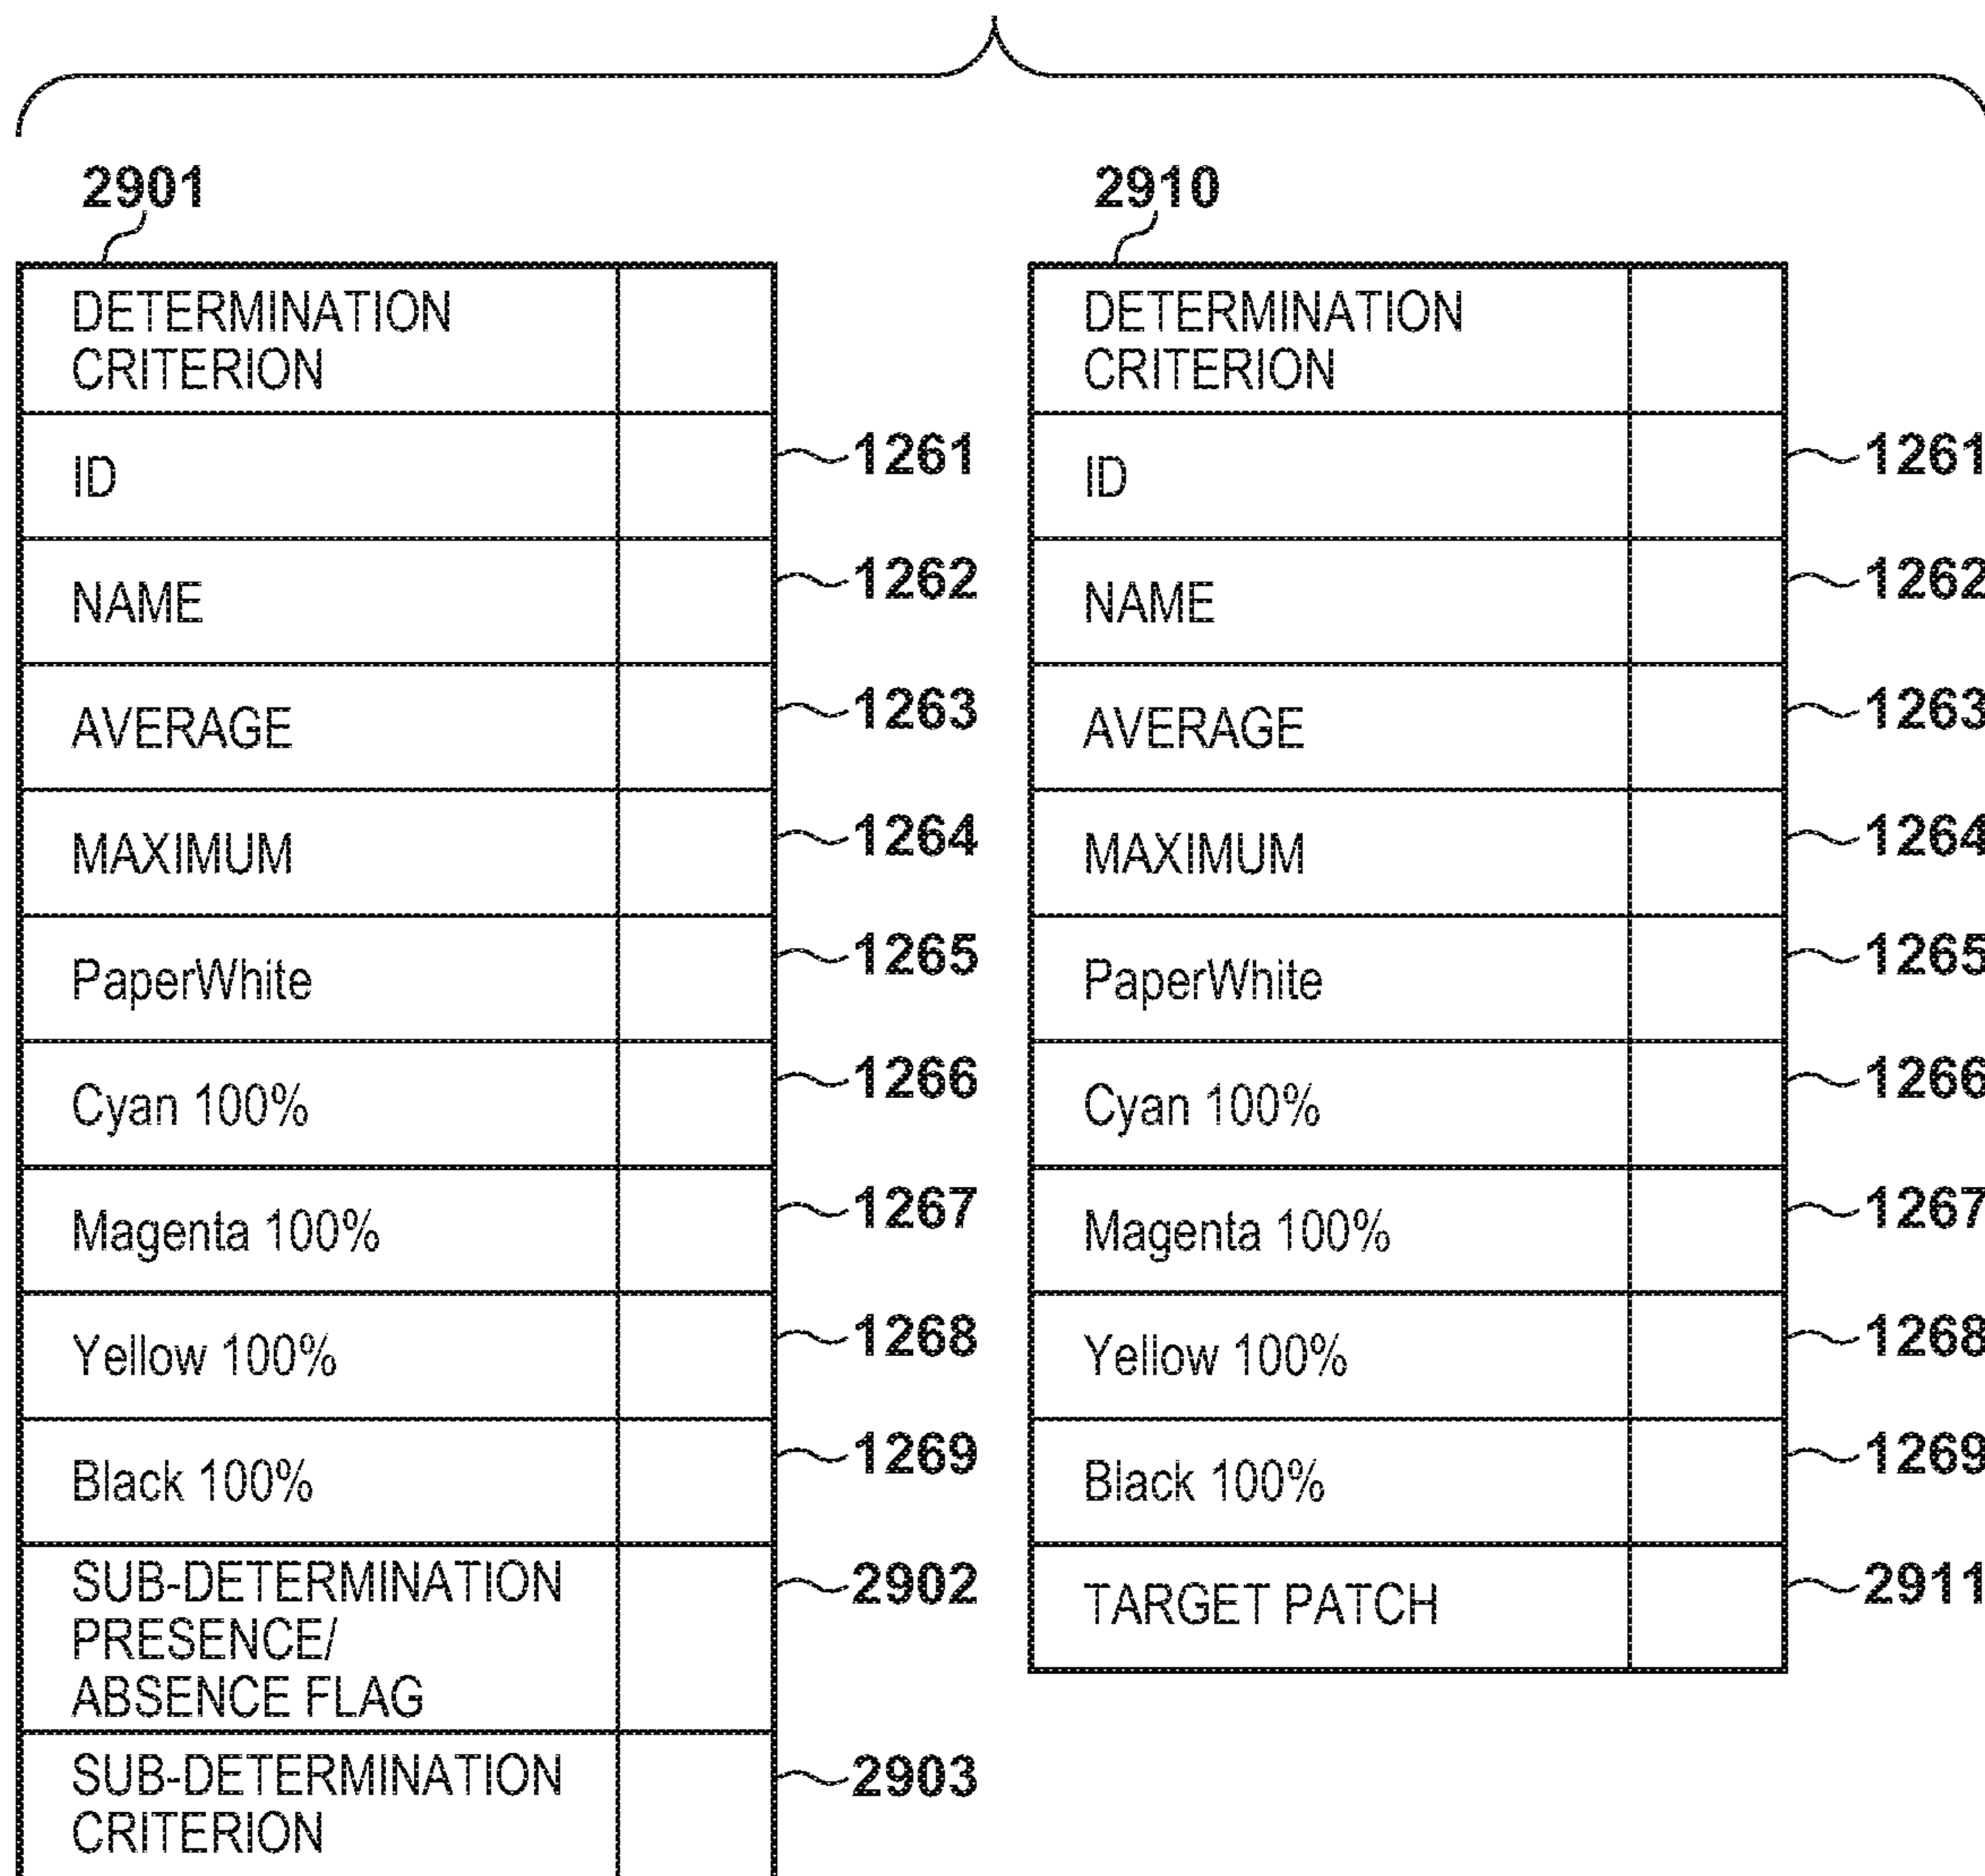 2901
DETERMINATION
CRITERION
ID
1261
NAME
1262
AVERAGE
1263
MAXIMUM
1264
PaperWhite
1265
Cyan 100%
1266
Magenta 100%
1267
Yellow 100%
1268
Black 100%
1269
SUB-DETERMINATION
PRESENCE/
ABSENCE FLAG
2902
SUB-DETERMINATION
CRITERION
2903
2910
DETERMINATION
CRITERION
ID
1261
NAME
1262
AVERAGE
1263
MAXIMUM
1264
PaperWhite
1265
Cyan 100%
1266
Magenta 100%
1267
Yellow 100%
1268
Black 100%
1269
TARGET PATCH
2911